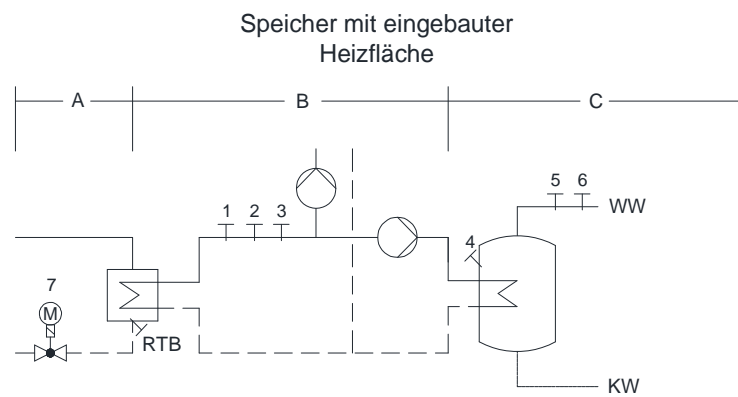 Speicher mit eingebauter
Heizfläche
A
B
C
1 2 3
5 6
WW
4
7
M
RTB
KW